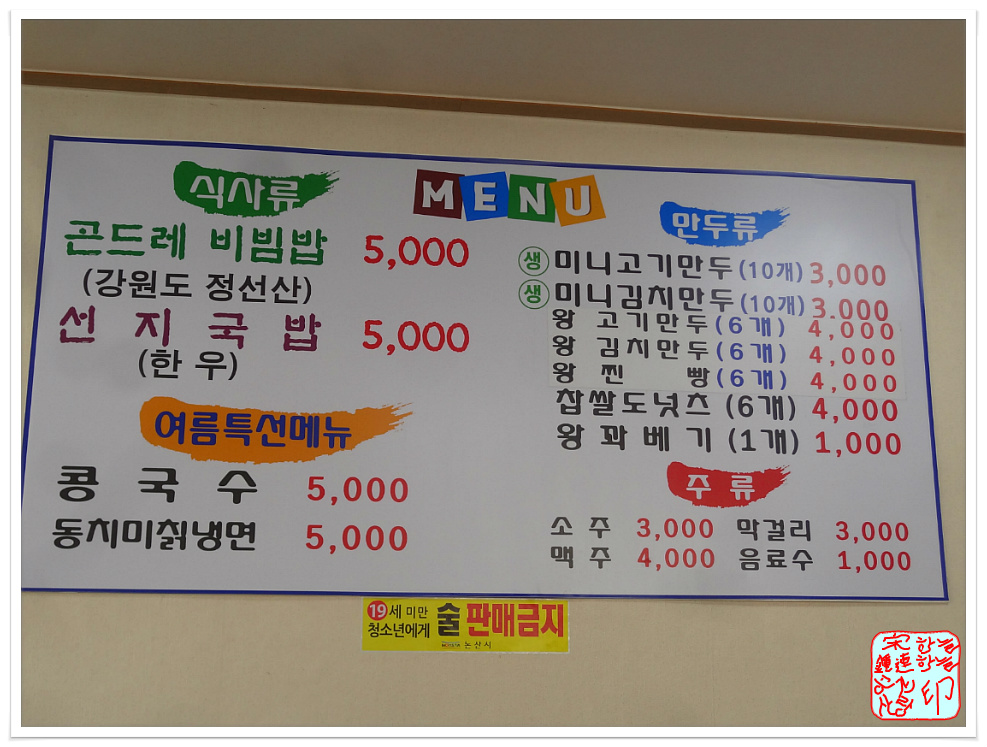 MENU
식사류
곤드레 비빔밥 5,000
(강원도 정선산)
선지국밥 5,000
(한우)
여름특선메뉴
콩국수 5,000
동치미칡냉면 5,000
만두류
생 미니고기만두(10개) 3,000
생 미니김치만두(10개) 3,000
왕 고기만두(6개) 4,000
왕 김치만두(6개) 4,000
왕 찐 빵(6개) 4,000
찹쌀도넛츠 (6개) 4,000
왕꽈베기 (1개) 1,000
주류
소주 3,000 막걸리 3,000
맥주 4,000 음료수 1,000
19세 미만
청소년에게 술 판매금지
논산시
한늘
한늘
印